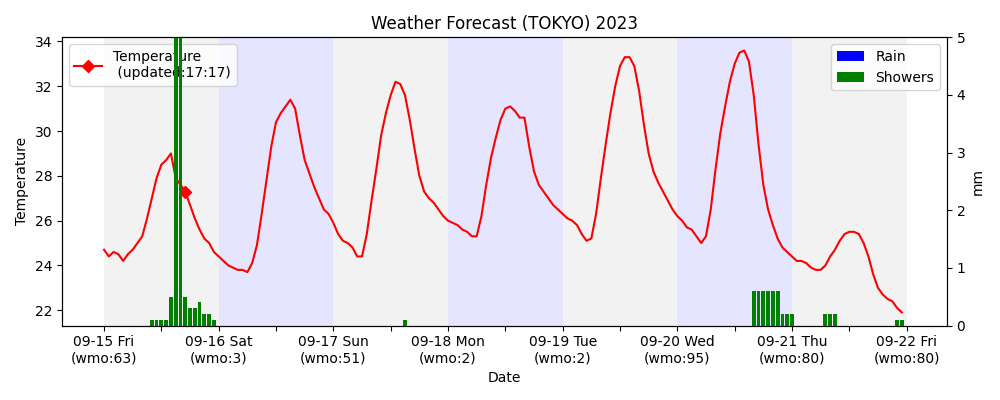 Weather Forecast (TOKYO) 2023
Temperature
(updated:17:17)
Rain
Showers
Temperature
34
32
30
28
26
24
22
5
4
3
2
1
0
mm
09-15 Fri
(wmo:63)
09-16 Sat
(wmo:3)
09-17 Sun
(wmo:51)
09-18 Mon
(wmo:2)
09-19 Tue
(wmo:2)
09-20 Wed
(wmo:95)
09-21 Thu
(wmo:80)
09-22 Fri
(wmo:80)
Date